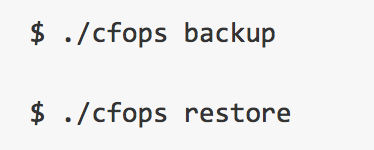 $ ./cfops backup
$ ./cfops restore